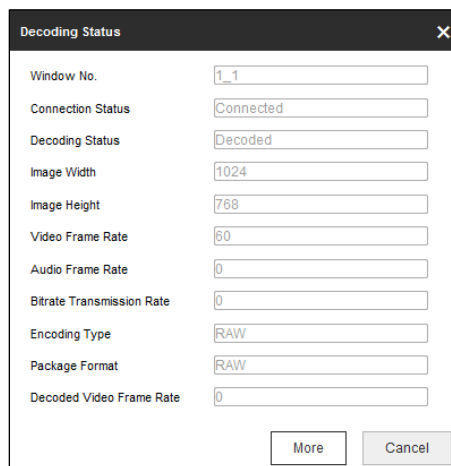 Decoding Status
Window No. 1_1
Connection Status Connected
Decoding Status Decoded
Image Width 1024
Image Height 768
Video Frame Rate 60
Audio Frame Rate 0
Bitrate Transmission Rate 0
Encoding Type RAW
Package Format RAW
Decoded Video Frame Rate 0
More Cancel